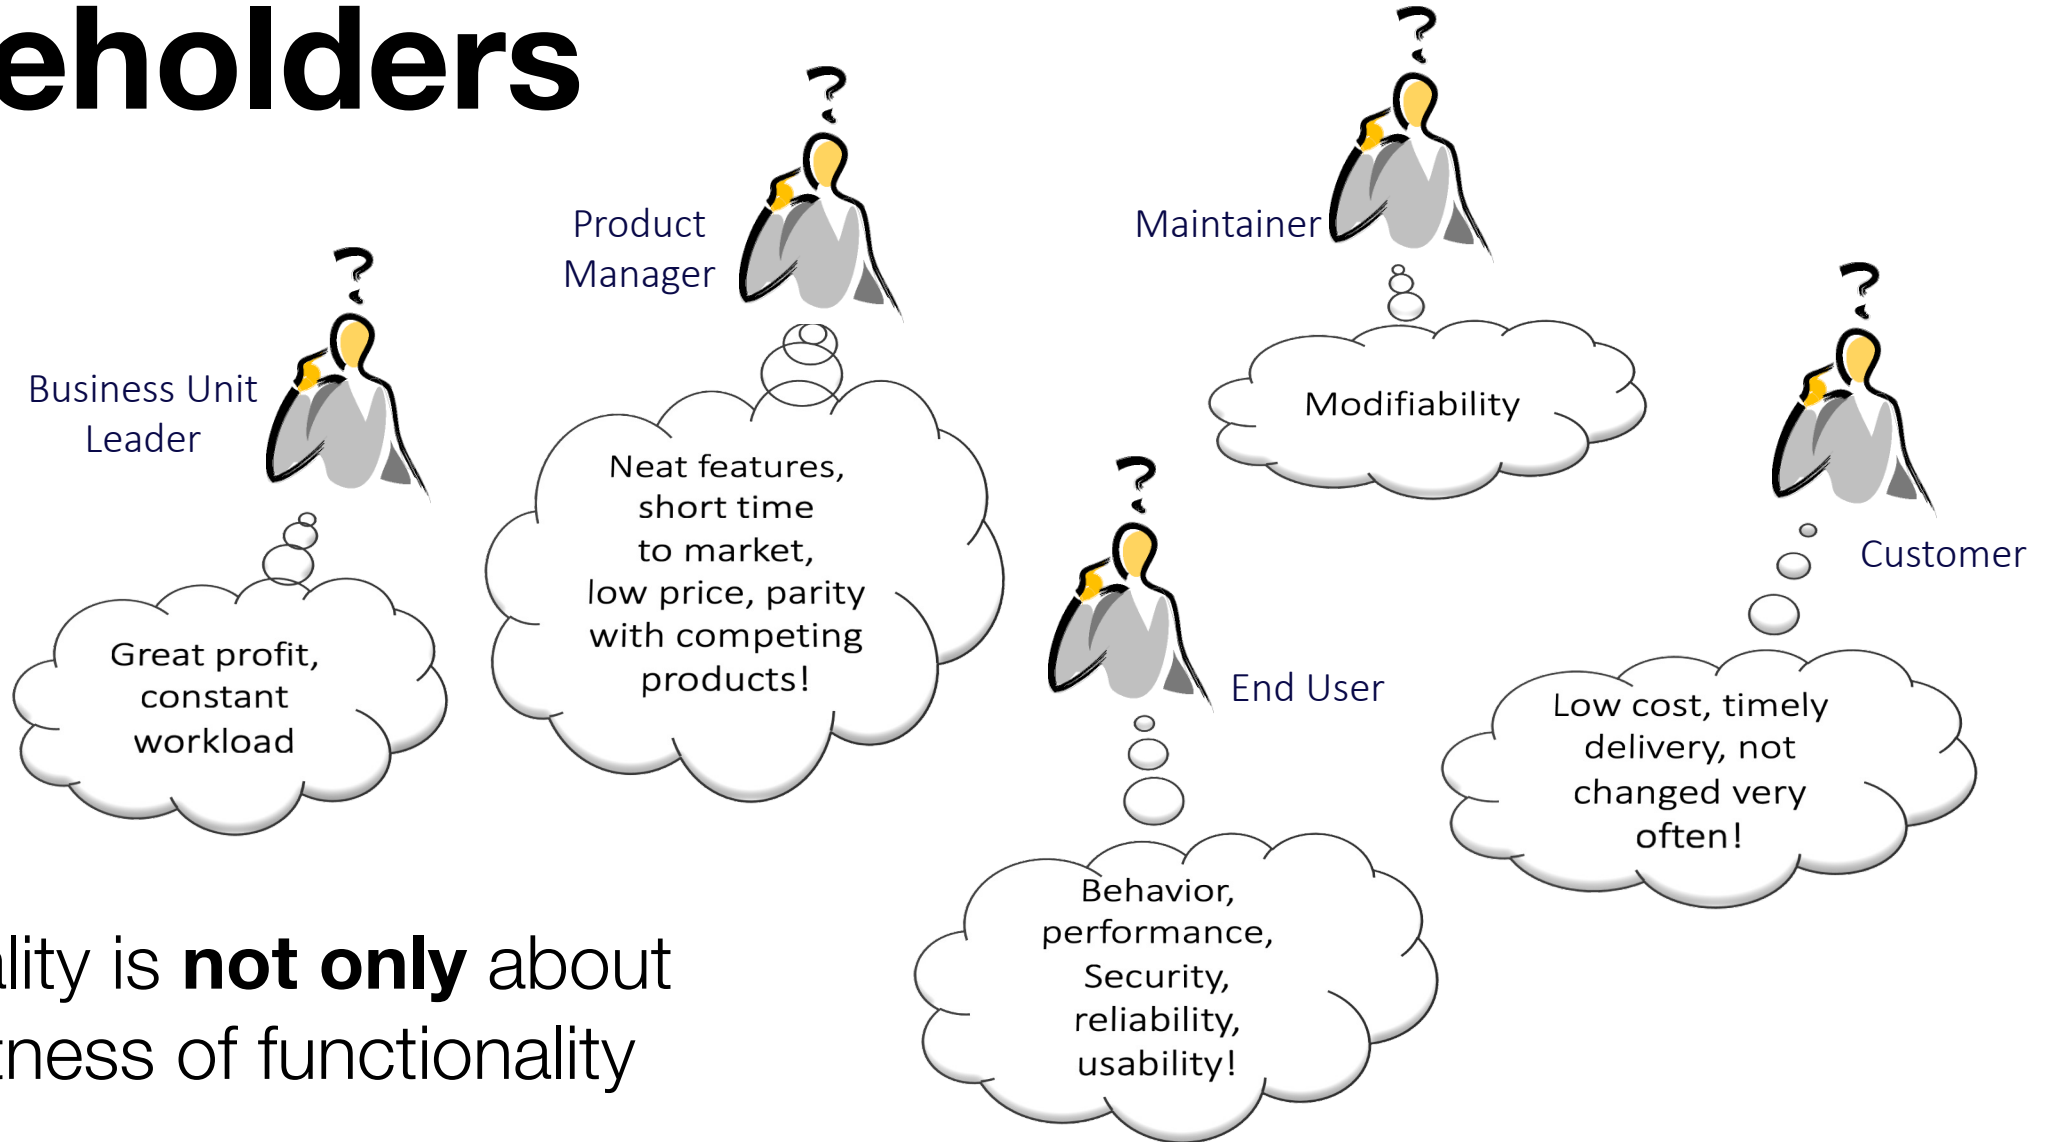 eholders
Product
Manager
Maintainer
Business Unit
Leader
Modifiability
Neat features,
short time
to market,
low price, parity
with competing
products!
Customer
Great profit,
constant
workload
End User
Low cost, timely
delivery, not
changed very
often!
Behavior,
performance,
Security,
reliability,
usability!
ality is not only about
tness of functionality